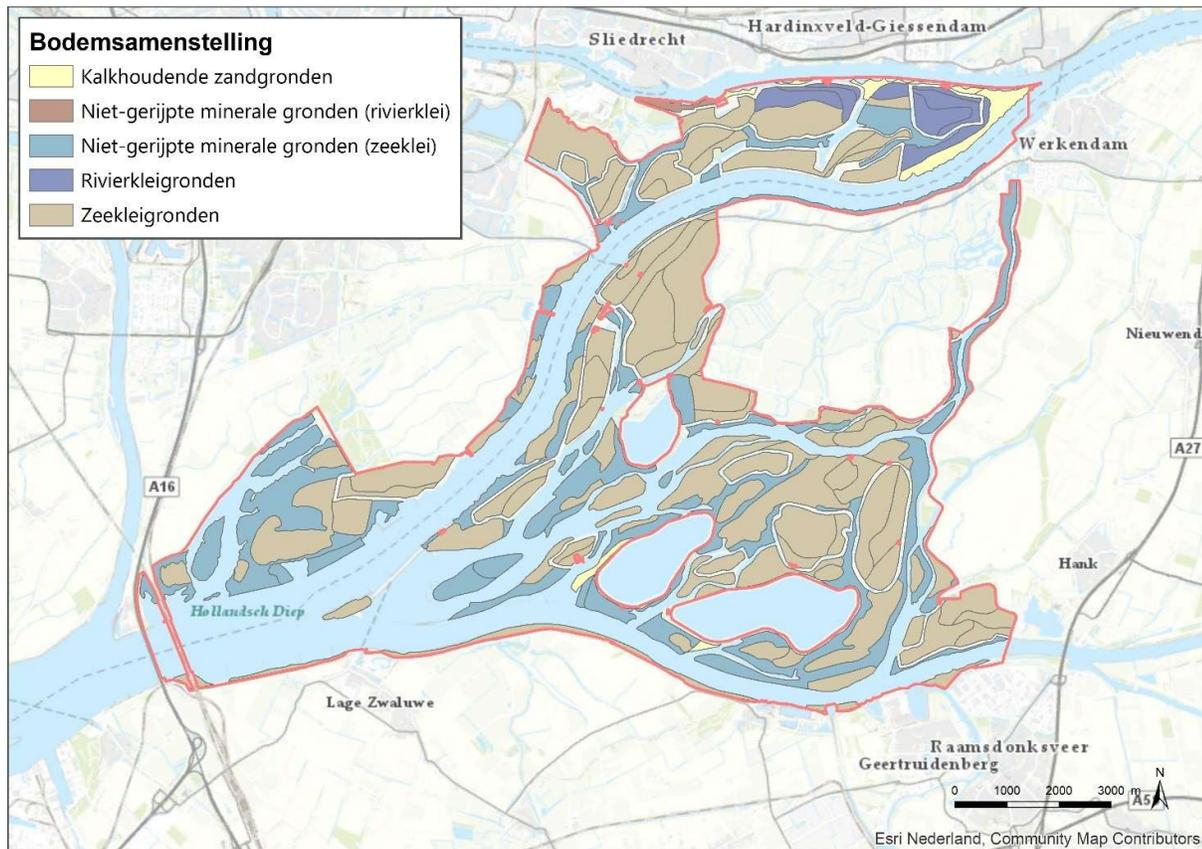 Bodemsamenstelling
Kalkhoudende zandgronden
Niet-gerijpte minerale gronden (rivierklei)
Niet-gerijpte minerale gronden (zeeklei)
Rivierkleigronden
Zeekleigronden
Hardinxveld-Giessendam
Sliedrecht
Werkendam
Nieuwend
A27
A16
Hank
Hollandsch Diep
Lage Zwaluwe
Raamsdonksveer
Geertruidenberg
N
0 1000 2000 3000 m
A5
Esri Nederland, Community Map Contributors